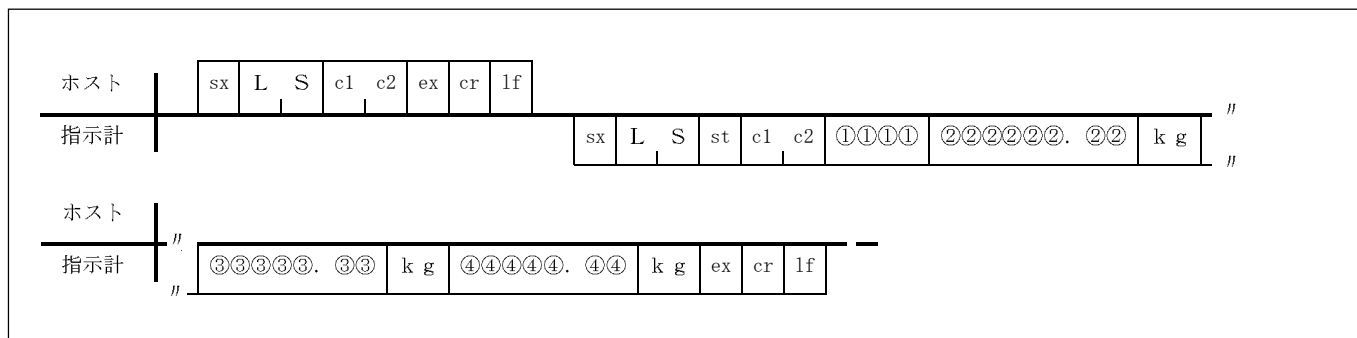 ホスト sx L S c1 c2 ex cr lf
〃
指示計 sx L S st c1 c2 ①①①① ②②②②②②. ②② k g
〃
ホスト
〃
指示計 ③③③③③. ③③ k g ④④④④④. ④④ k g ex cr lf
〃